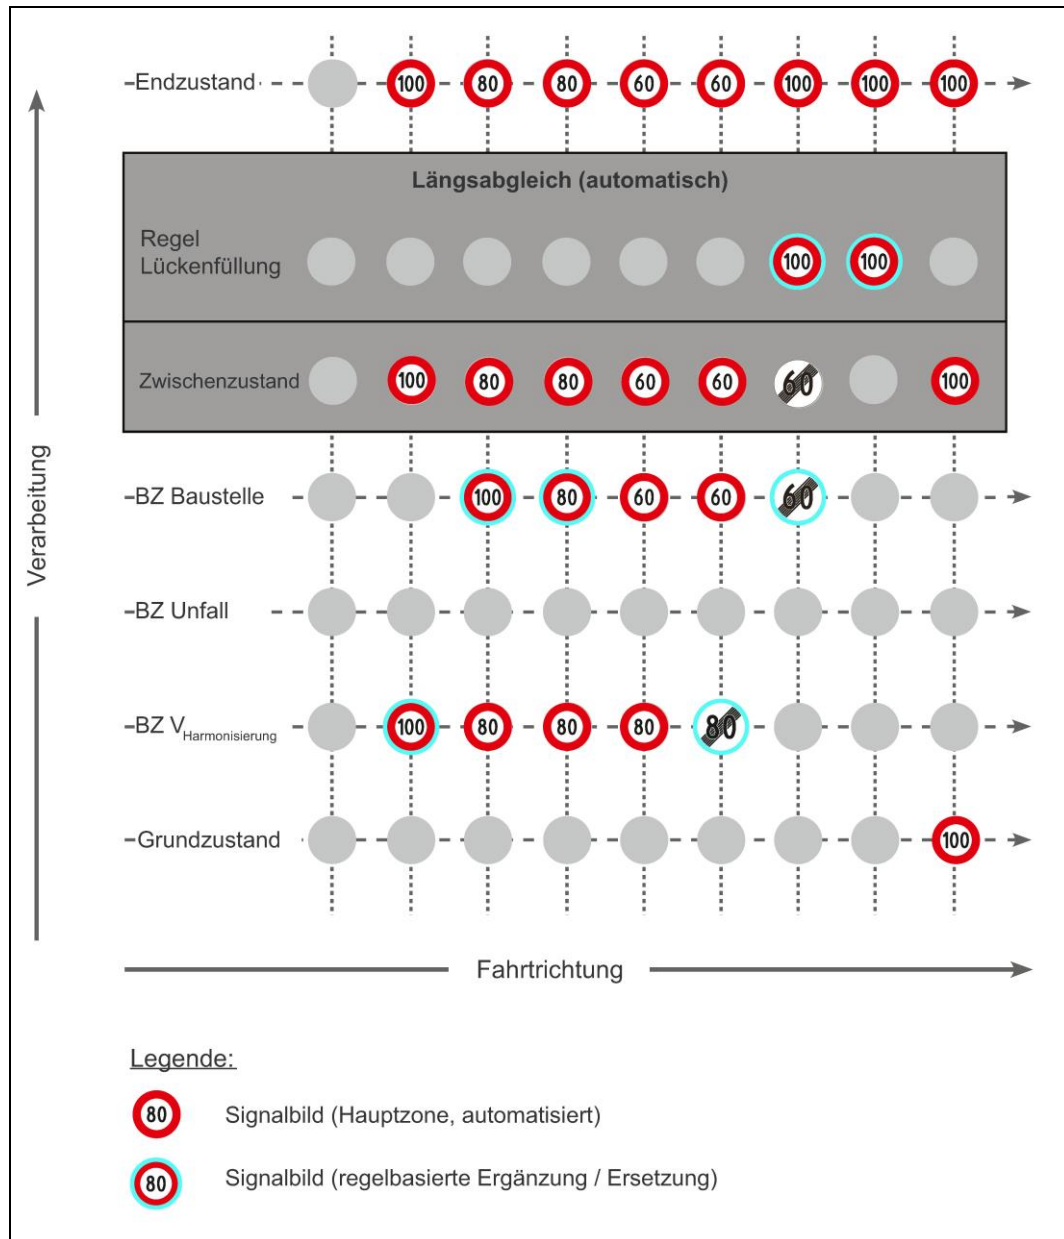 Endzustand 100 80 80 60 60 100 100 100
Längsabgleich (automatisch)
Regel
Lückenfüllung 100 100
Zwischenzustand 100 80 80 60 60 60 100
BZ Baustelle 100 80 60 60 60
BZ Unfall
BZ V Harmonisierung 100 80 80 80 80
Grundzustand 100
Verarbeitung
Fahrtrichtung
Legende:
80 Signalbild (Hauptzone, automatisiert)
80 Signalbild (regelbasierte Ergänzung / Ersetzung)